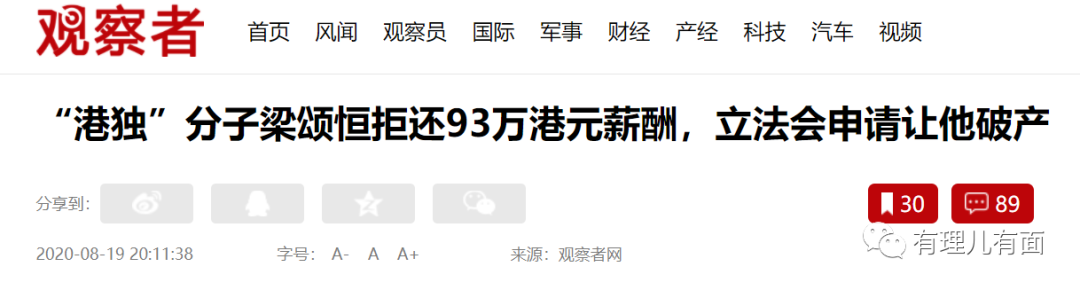 观察者 首页 风闻 观察员 国际 军事 财经 产经 科技 汽车 视频
“港独”分子梁颂恒拒还93万港元薪酬，立法会申请让他破产
分享到： 30 89
有理儿有面
2020-08-19 20:11:38 字号： A- A A+ 来源：观察者网